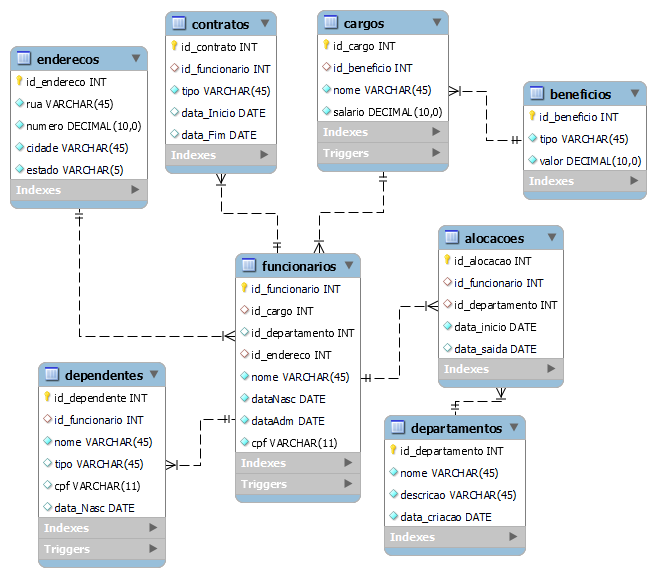 enderecos
id_endereco INT
rua VARCHAR(45)
numero DECIMAL(10,0)
cidade VARCHAR(45)
estado VARCHAR(5)
Indexes
contratos
id_contrato INT
id_funcionario INT
tipo VARCHAR(45)
data_Inicio DATE
data_Fim DATE
Indexes
cargos
id_cargo INT
id_beneficio INT
nome VARCHAR(45)
salario DECIMAL(10,0)
Indexes
Triggers
beneficios
id_beneficio INT
tipo VARCHAR(45)
valor DECIMAL(10,0)
Indexes
funcionarios
id_funcionario INT
id_cargo INT
id_departamento INT
id_endereco INT
nome VARCHAR(45)
dataNasc DATE
dataAdm DATE
cpf VARCHAR(11)
Indexes
Triggers
alocacoes
id_alocacao INT
id_funcionario INT
id_departamento INT
data_inicio DATE
data_saida DATE
Indexes
dependentes
id_dependente INT
id_funcionario INT
nome VARCHAR(45)
tipo VARCHAR(45)
cpf VARCHAR(11)
data_Nasc DATE
Indexes
Triggers
departamentos
id_departamento INT
nome VARCHAR(45)
descricao VARCHAR(45)
data_criacao DATE
Indexes